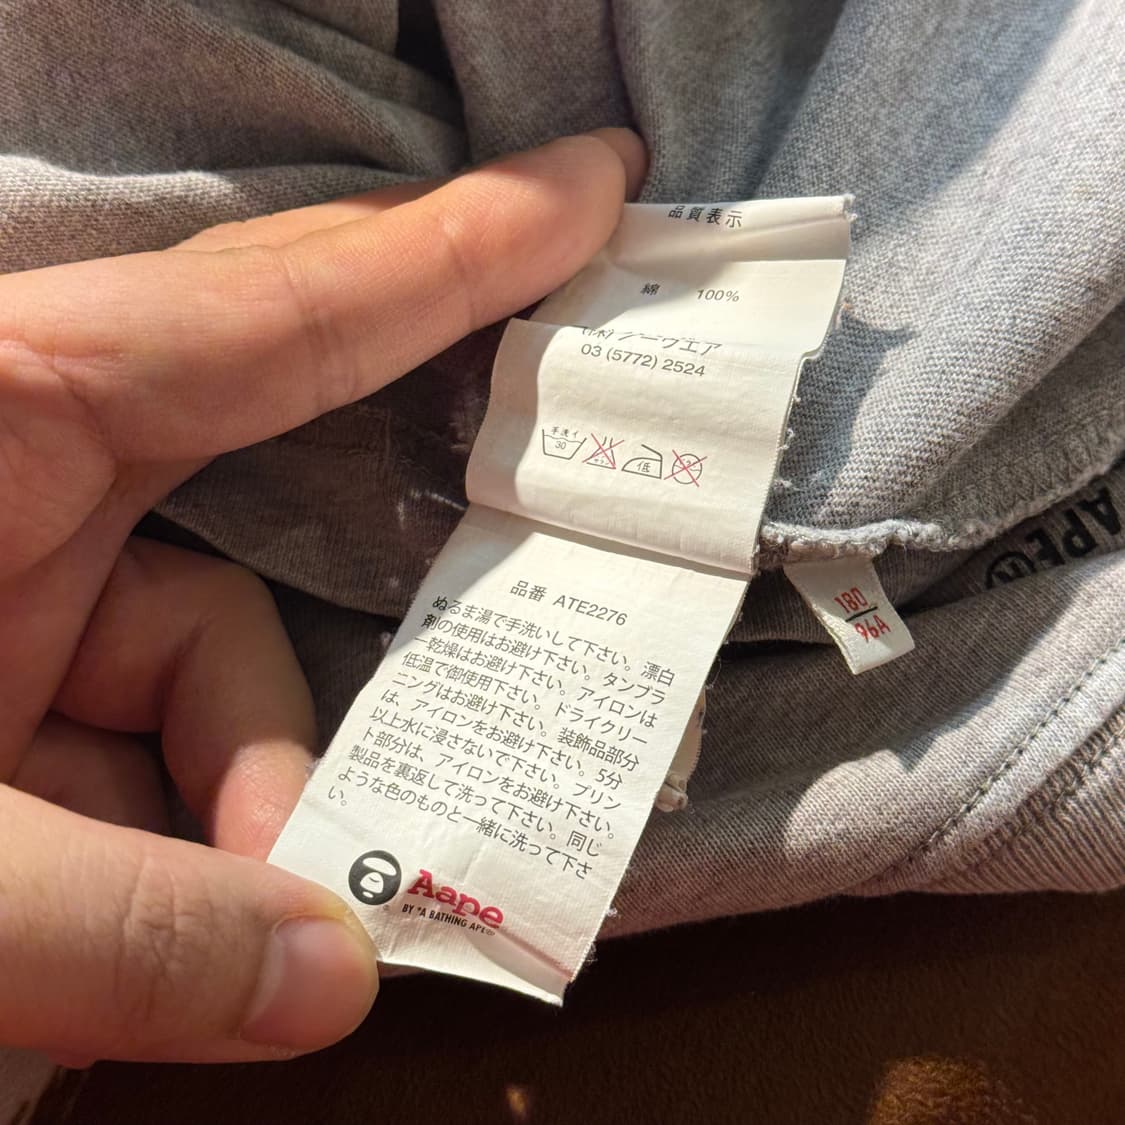 品質表示
綿 100%
(株) ジーウエア
03 (5772) 2524
手洗イ
30
低
品番 ATE2276
ぬるま湯で手洗いして下さい。漂白
剤の使用はお避け下さい。タンブラ
ー乾燥はお避け下さい。アイロンは
低温で御使用下さい。ドライクリー
ニングはお避け下さい。装飾品部分
は、アイロンをお避け下さい。5分
以上水に浸さないで下さい。プリン
ト部分は、アイロンをお避け下さい。
製品を裏返して洗って下さい。同じ
ような色のものと一緒に洗って下さ
い。
Aape
BY *A BATHING APE®
180
96A
APE®